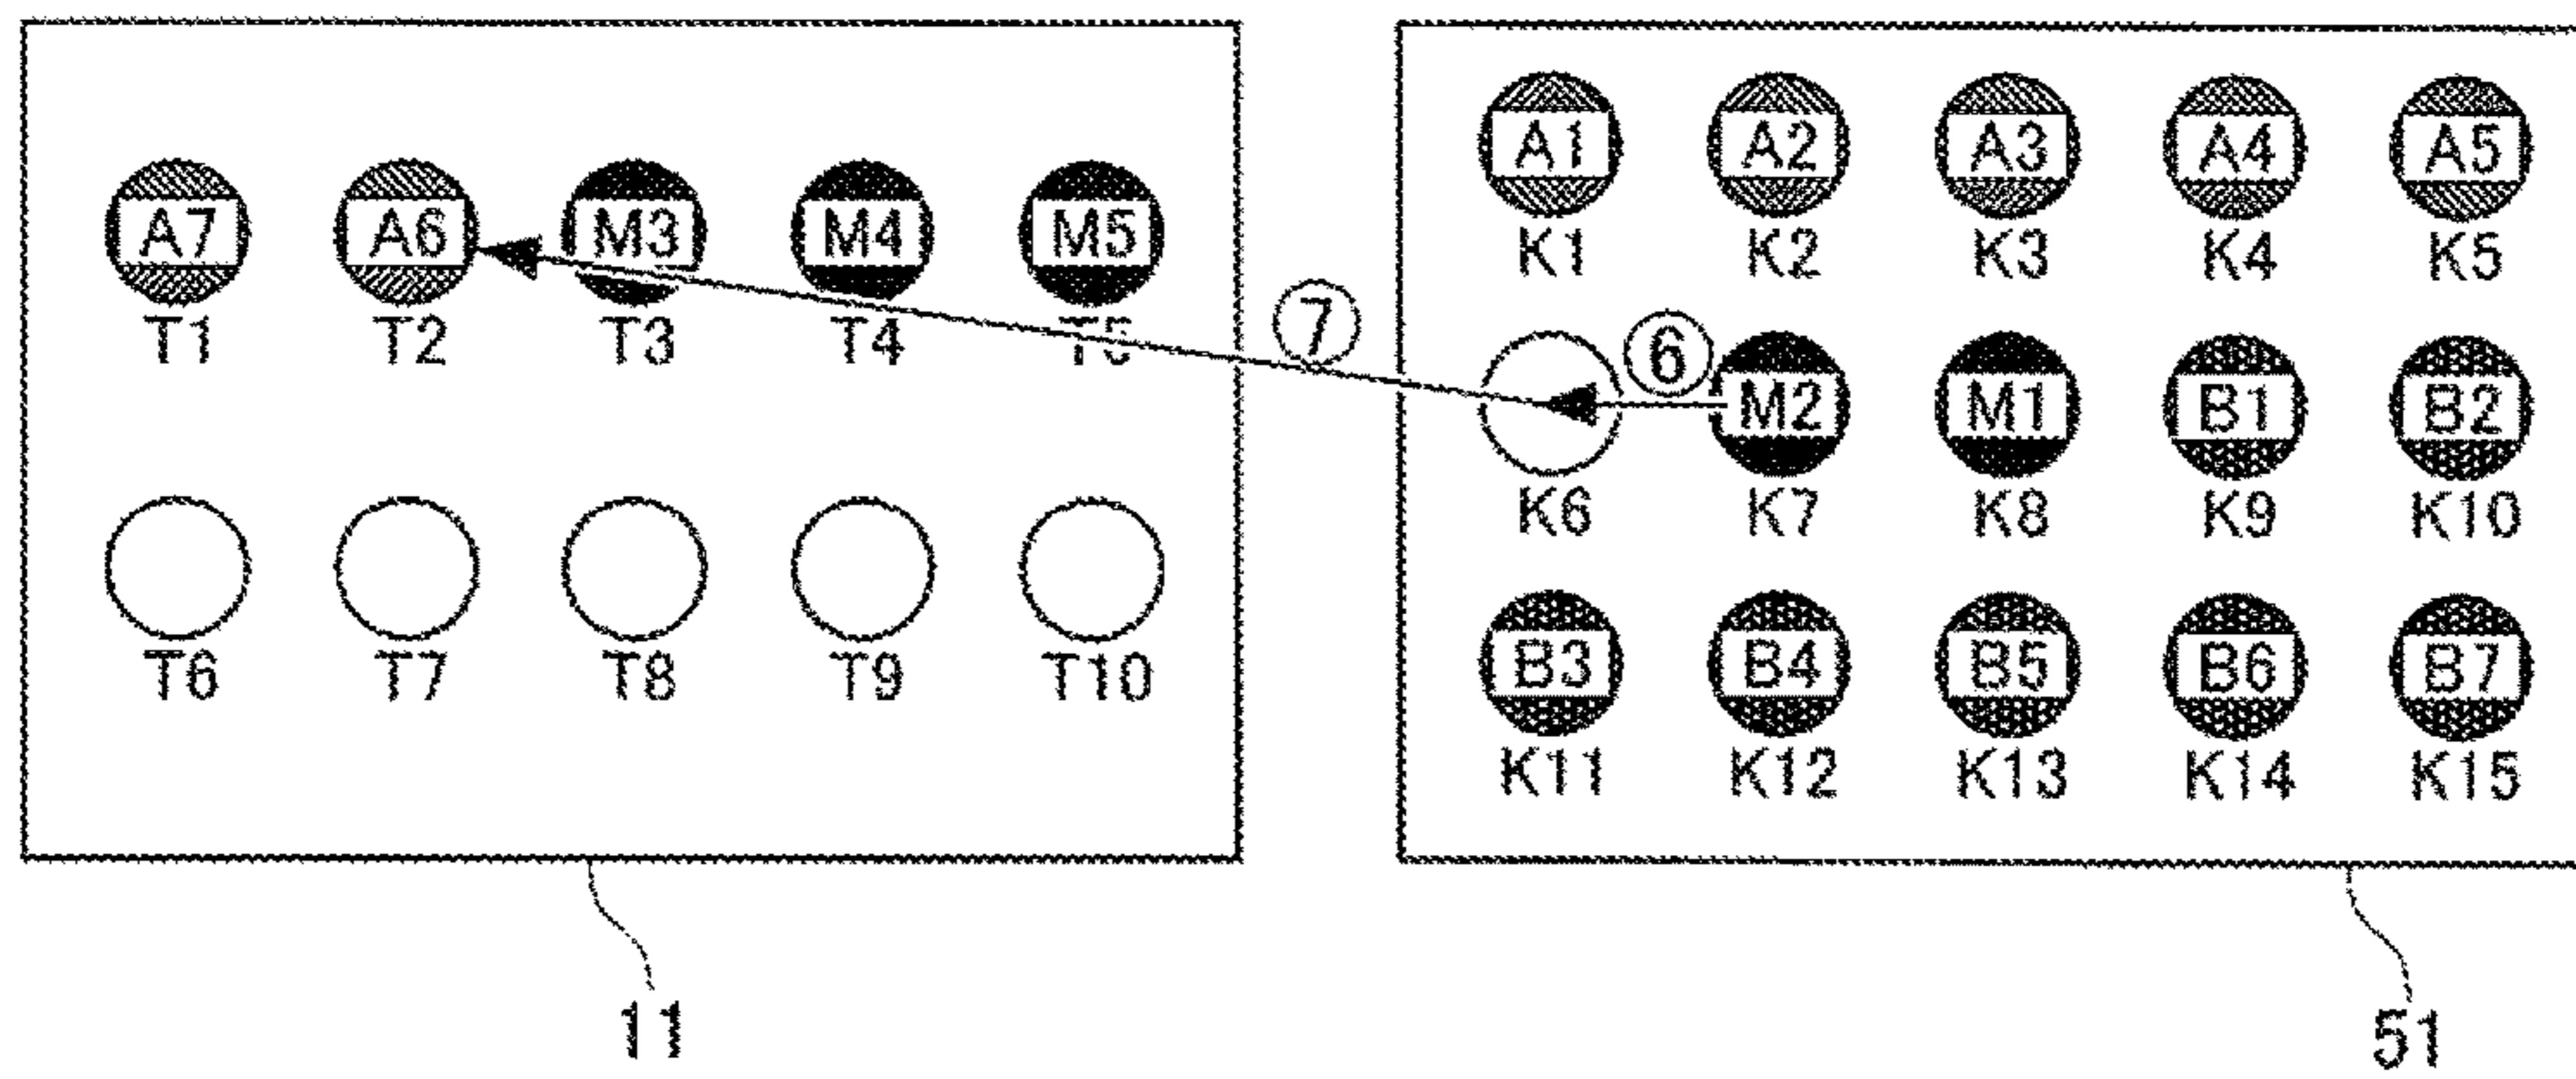 A1 A2 A3 A4 A5
A7 A6 M3 M4 M5
K1 K2 K3 K4 K5
T1 T2 T3 T4 T5
⑦ ⑥
M2 M1 B1 B2
K6 K7 K8 K9 K10
T6 T7 T8 T9 T10
B3 B4 B5 B6 B7
K11 K12 K13 K14 K15
11 51